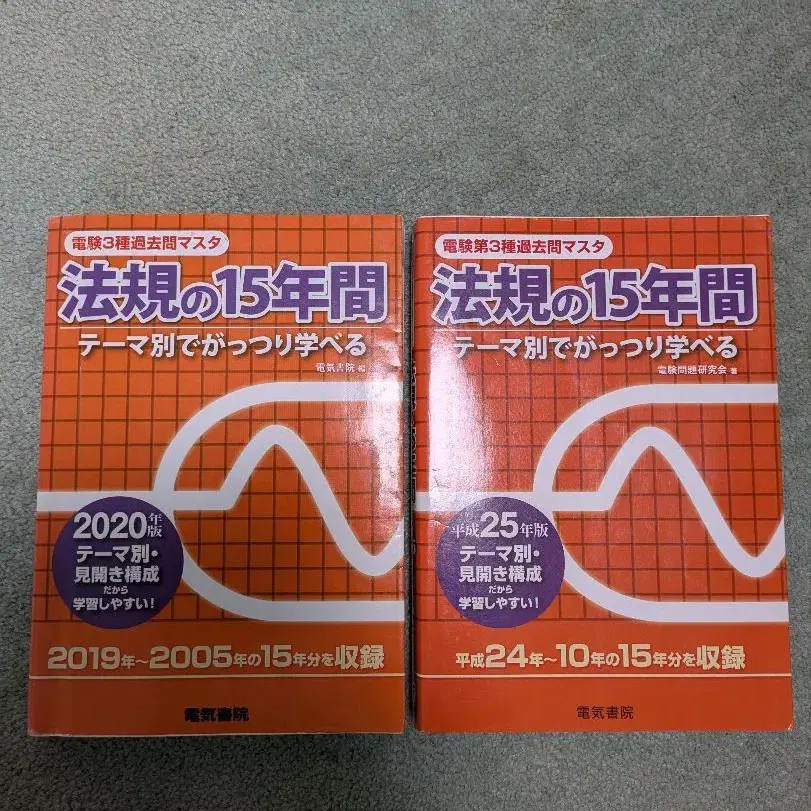 電験3種過去問マスタ
法規の15年間
テーマ別でがっつり学べる
電気書院 編
2020年版
テーマ別・
見開き構成
だから
学習しやすい!
2019年~2005年の15年分を収録
電気書院
電験第3種過去問マスタ
法規の15年間
テーマ別でがっつり学べる
電験問題研究会 著
平成25年版
テーマ別・
見開き構成
だから
学習しやすい!
平成24年~10年の15年分を収録
電気書院